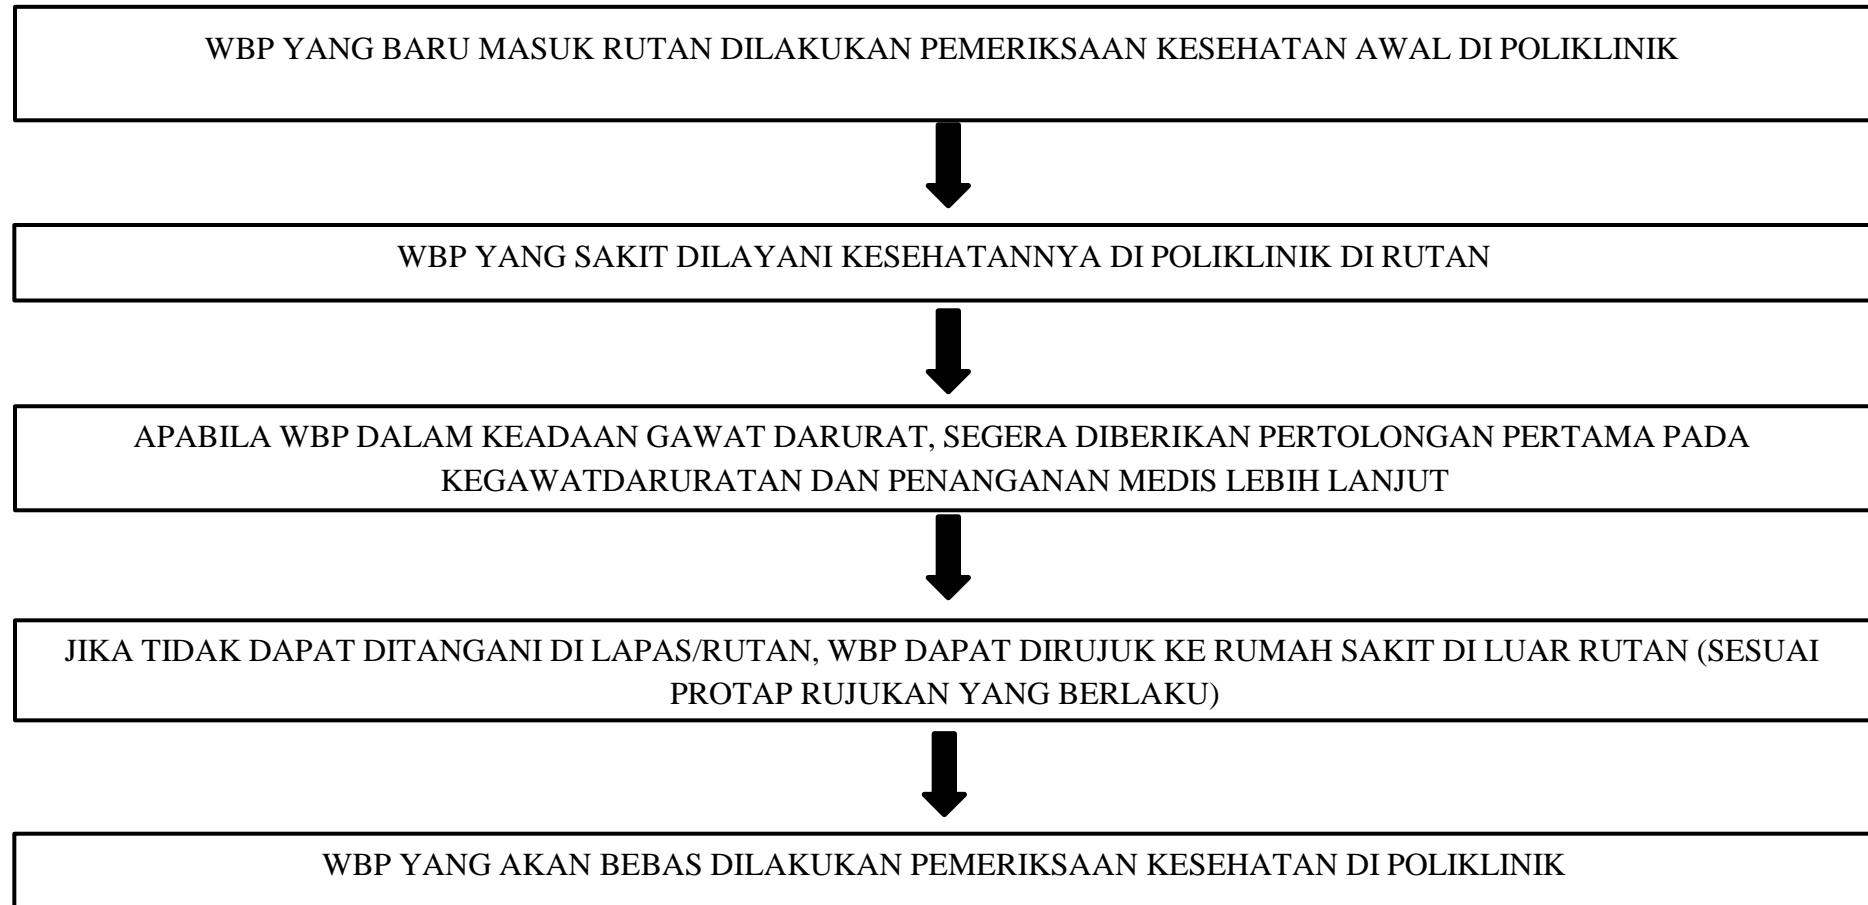 WBP YANG BARU MASUK RUTAN DILAKUKAN PEMERIKSAAN KESEHATAN AWAL DI POLIKLINIK
WBP YANG SAKIT DILAYANI KESEHATANNYA DI POLIKLINIK DI RUTAN
APABILA WBP DALAM KEADAAN GAWAT DARURAT, SEGERA DIBERIKAN PERTOLONGAN PERTAMA PADA
KEGAWATDARURATAN DAN PENANGANAN MEDIS LEBIH LANJUT
JIKA TIDAK DAPAT DITANGANI DI LAPAS/RUTAN, WBP DAPAT DIRUJUK KE RUMAH SAKIT DI LUAR RUTAN (SESUAI
PROTAP RUJUKAN YANG BERLAKU)
WBP YANG AKAN BEBAS DILAKUKAN PEMERIKSAAN KESEHATAN DI POLIKLINIK